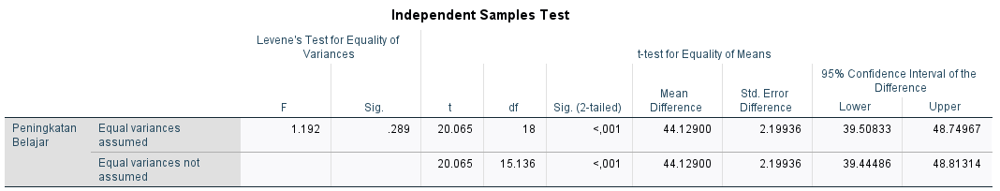 Independent Samples Test
Levene's Test for Equality of
Variances
t-test for Equality of Means
F
Sig.
t
df
Sig. (2-tailed)
Mean
Difference
Std. Error
Difference
95% Confidence Interval of the
Difference
Lower
Upper
Peningkatan
Belajar
Equal variances
assumed
1.192
.289
20.065
18
<,001
44.12900
2.19936
39.50833
48.74967
Equal variances not
assumed
20.065
15.136
<,001
44.12900
2.19936
39.44486
48.81314